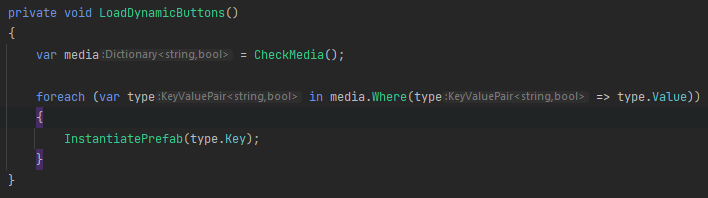 private void LoadDynamicButtons()
{
var media :Dictionary<string,bool> = CheckMedia();
foreach (var type :KeyValuePair<string,bool> in media.Where(type :KeyValuePair<string,bool> => type.Value))
{
InstantiatePrefab(type.Key);
}
}